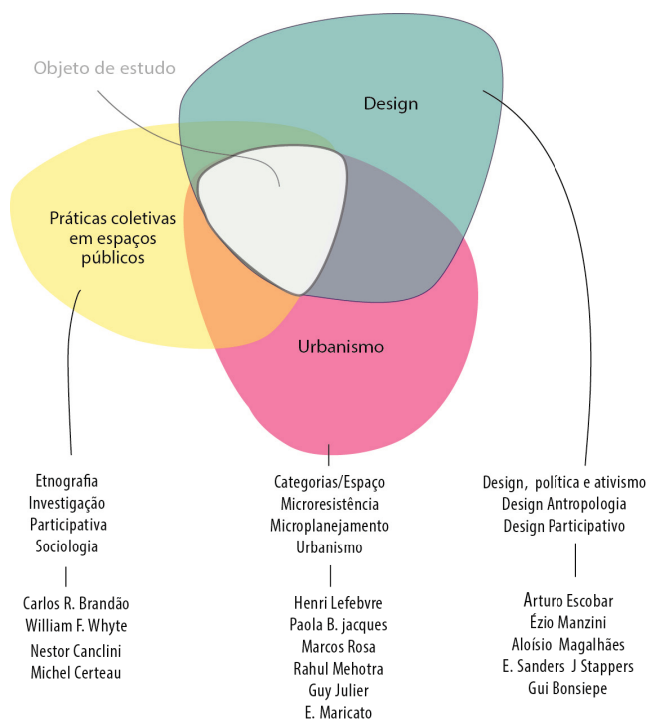 Objeto de estudo
Design
Práticas coletivas
em espaços
públicos
Urbanismo
Etnografia
Investigação
Participativa
Sociologia
Carlos R. Brandão
William F. Whyte
Nestor Canclini
Michel Certeau
Categorias/Espaço
Microresistência
Microplanejamento
Urbanismo
Henri Lefebvre
Paola B. jacques
Marcos Rosa
Rahul Mehotra
Guy Julier
E. Maricato
Design, política e ativismo
Design Antropologia
Design Participativo
Arturo Escobar
Ézio Manzini
Aloísio Magalhães
E. Sanders J Stappers
Gui Bonsiepe